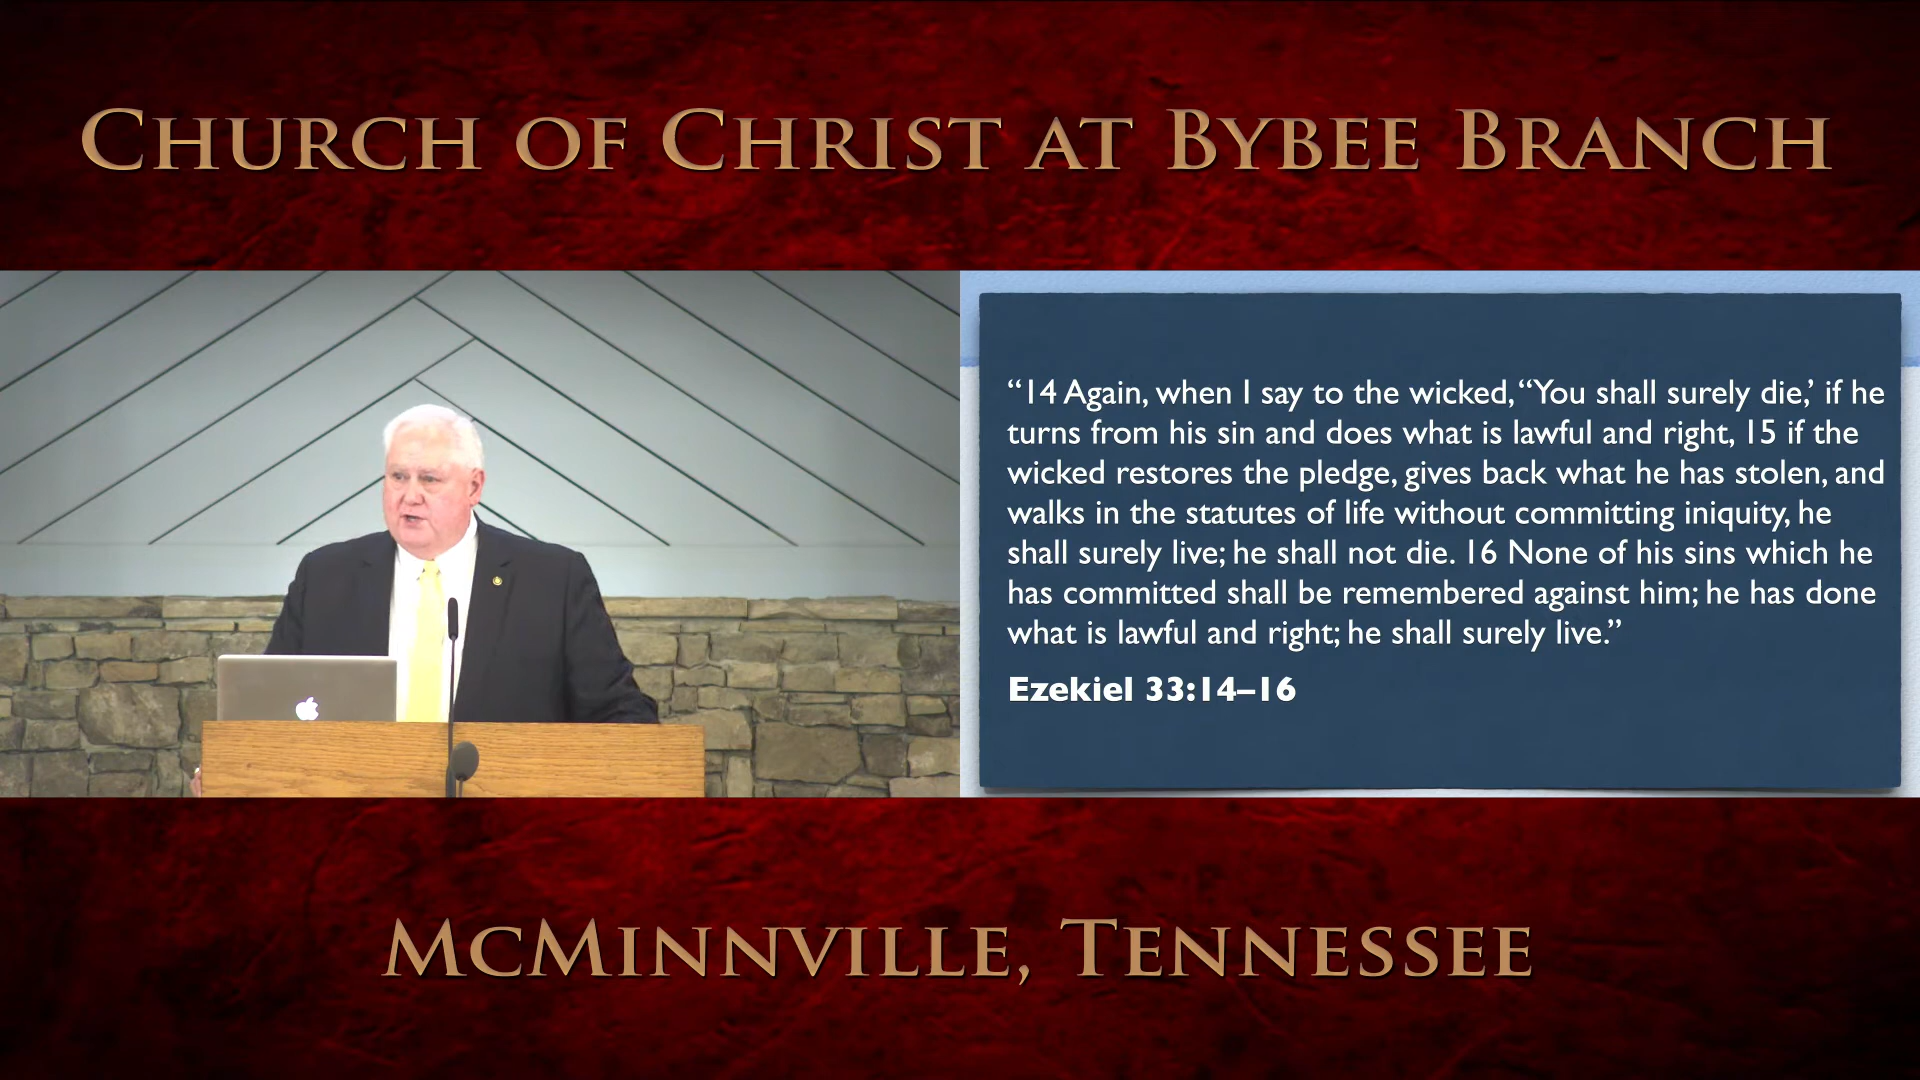 CHURCH OF CHRIST AT BYBEE BRANCH
“14 Again, when I say to the wicked, “You shall surely die,’ if he
turns from his sin and does what is lawful and right, 15 if the
wicked restores the pledge, gives back what he has stolen, and
walks in the statutes of life without committing iniquity, he
shall surely live; he shall not die. 16 None of his sins which he
has committed shall be remembered against him; he has done
what is lawful and right; he shall surely live.”
Ezekiel 33:14–16
MCMINNVILLE, TENNESSEE